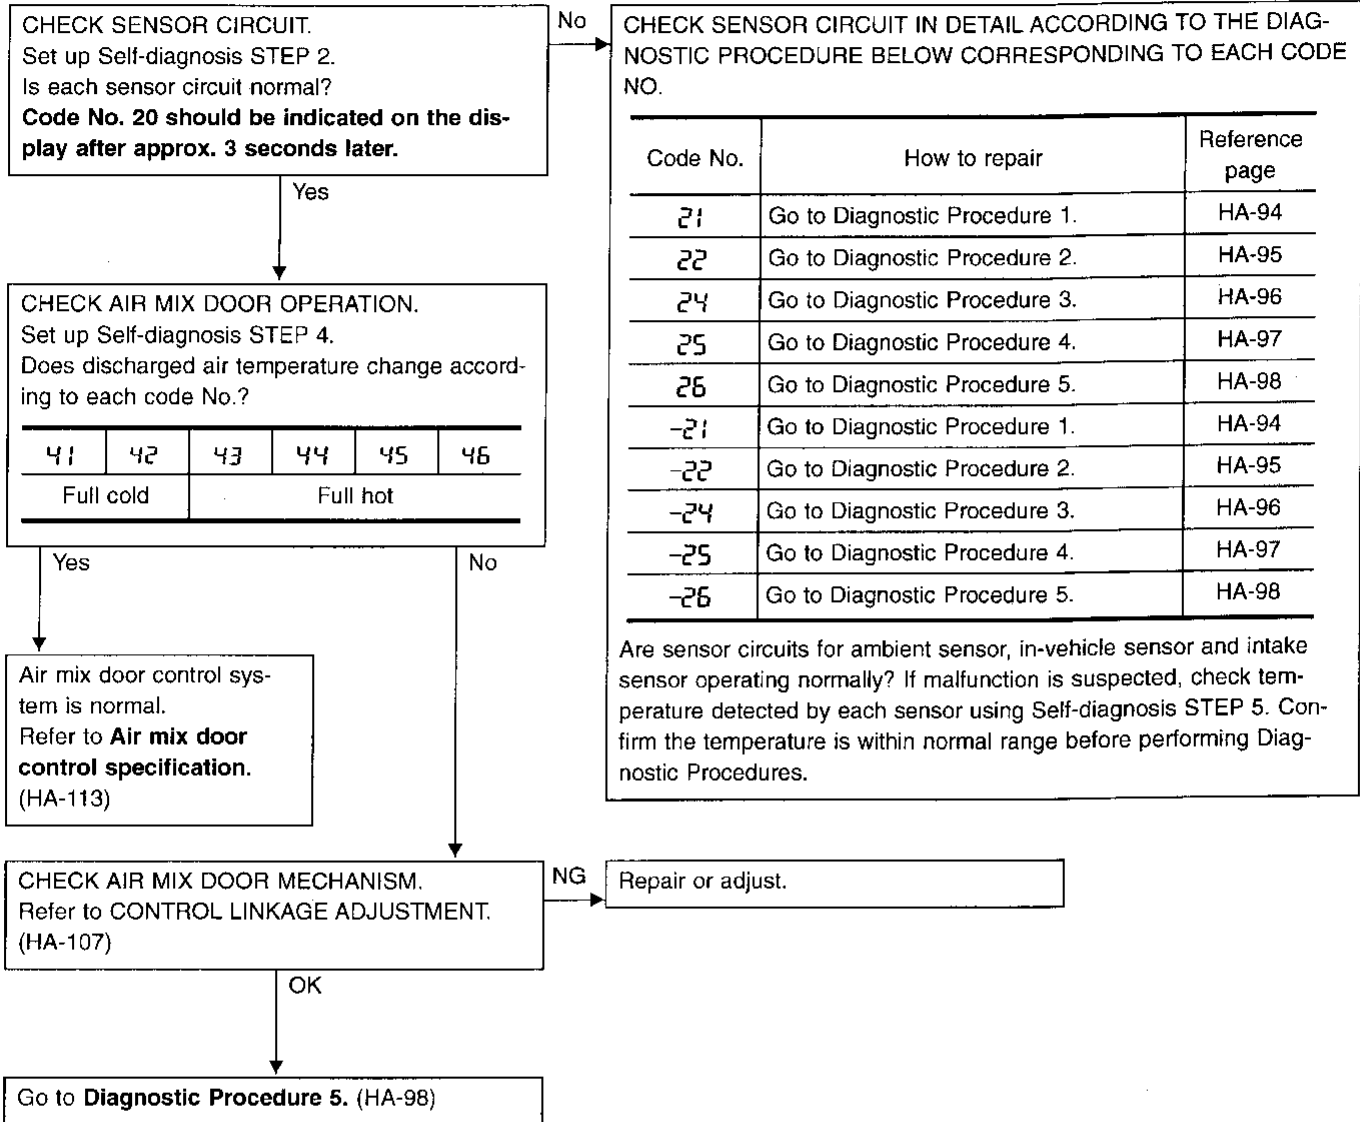 CHECK SENSOR CIRCUIT.
Set up Self-diagnosis STEP 2.
Is each sensor circuit normal?
Code No. 20 should be indicated on the dis-
play after approx. 3 seconds later.
No
CHECK SENSOR CIRCUIT IN DETAIL ACCORDING TO THE DIAG-
NOSTIC PROCEDURE BELOW CORRESPONDING TO EACH CODE
NO.
Code No. How to repair Reference
page
21 Go to Diagnostic Procedure 1. HA-94
22 Go to Diagnostic Procedure 2. HA-95
24 Go to Diagnostic Procedure 3. HA-96
25 Go to Diagnostic Procedure 4. HA-97
26 Go to Diagnostic Procedure 5. HA-98
-21 Go to Diagnostic Procedure 1. HA-94
-22 Go to Diagnostic Procedure 2. HA-95
-24 Go to Diagnostic Procedure 3. HA-96
-25 Go to Diagnostic Procedure 4. HA-97
-26 Go to Diagnostic Procedure 5. HA-98
Are sensor circuits for ambient sensor, in-vehicle sensor and intake
sensor operating normally? If malfunction is suspected, check tem-
perature detected by each sensor using Self-diagnosis STEP 5. Con-
firm the temperature is within normal range before performing Diag-
nostic Procedures.
Yes
CHECK AIR MIX DOOR OPERATION.
Set up Self-diagnosis STEP 4.
Does discharged air temperature change accord-
ing to each code No.?
41 42 43 44 45 46
Full cold Full hot
Yes
No
Air mix door control sys-
tem is normal.
Refer to Air mix door
control specification.
(HA-113)
CHECK AIR MIX DOOR MECHANISM.
Refer to CONTROL LINKAGE ADJUSTMENT.
(HA-107)
NG
Repair or adjust.
OK
Go to Diagnostic Procedure 5. (HA-98)